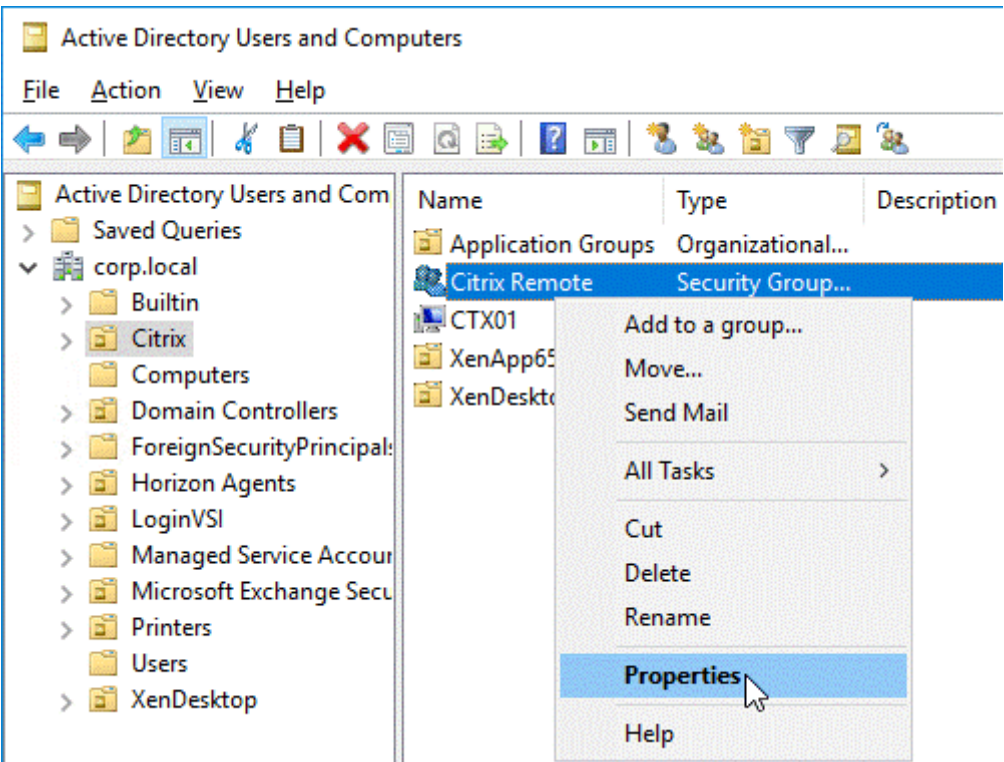 Active Directory Users and Computers
File Action View Help
Active Directory Users and Com
Saved Queries
corp.local
Builtin
Citrix
Computers
Domain Controllers
ForeignSecurityPrincipals
Horizon Agents
LoginVSI
Managed Service Accour
Microsoft Exchange Secu
Printers
Users
XenDesktop
Name Type Description
Application Groups Organizational...
Citrix Remote Security Group...
CTX01
XenApp65
XenDeskto
Add to a group...
Move...
Send Mail
All Tasks
Cut
Delete
Rename
Properties
Help